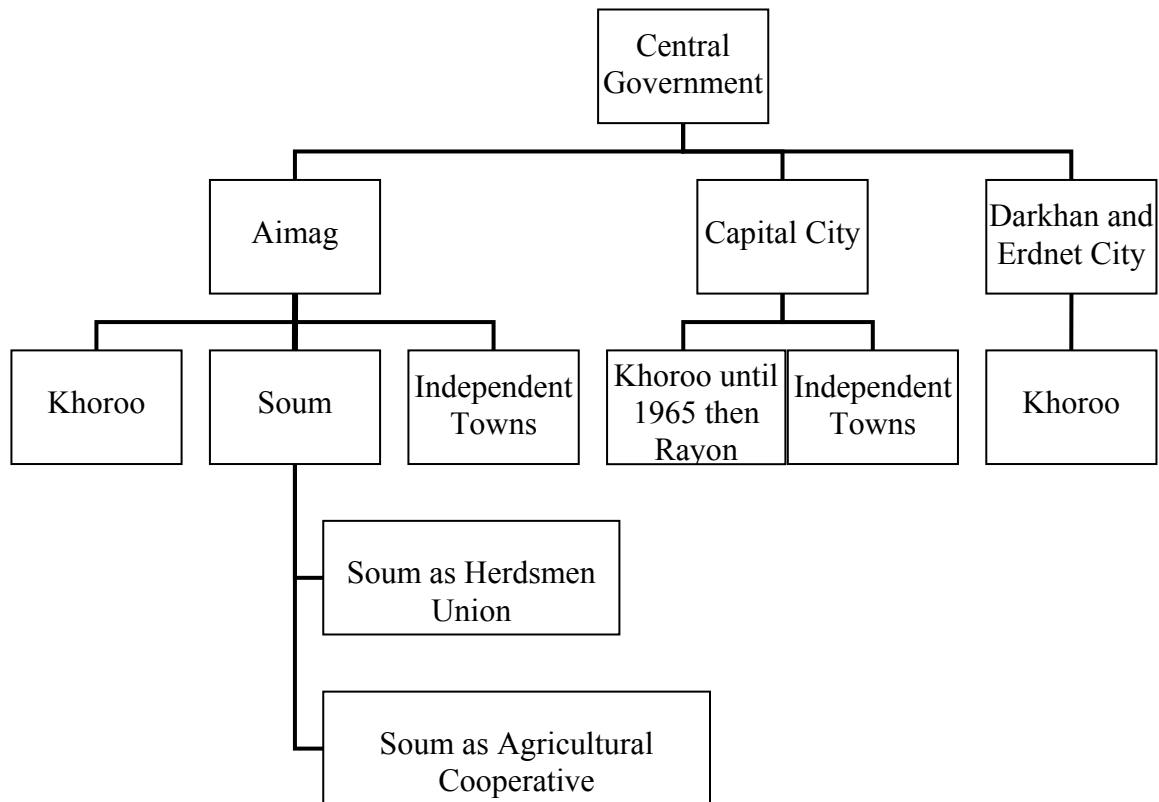 Central
Government
Aimag
Capital City
Darkhan and
Erdnet City
Khoroo
Soum
Independent
Towns
Khoroo until
1965 then
Rayon
Independent
Towns
Khoroo
Soum as Herdsmen
Union
Soum as Agricultural
Cooperative